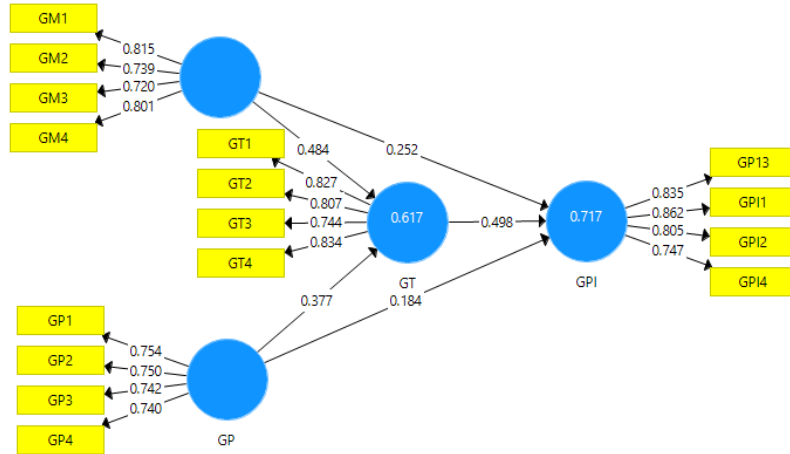 GM1
GM2
GM3
GM4
0.815
0.739
0.720
0.801
GT1
GT2
GT3
GT4
0.827
0.807
0.744
0.834
0.484
0.252
0.617
GT
0.498
0.717
GPI
0.377
0.184
GP13
GPI1
GPI2
GPI4
0.835
0.862
0.805
0.747
GP1
GP2
GP3
GP4
0.754
0.750
0.742
0.740
GP